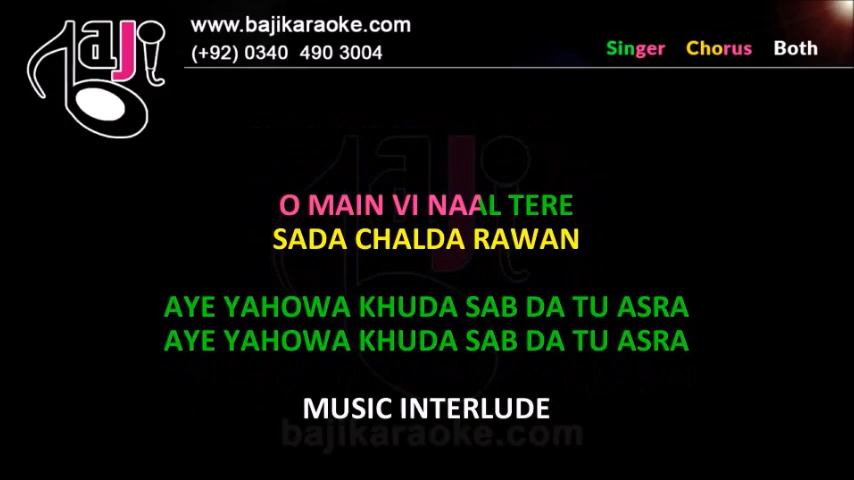 www.bajikaraoke.com
(+92) 0340 490 3004
Singer Chorus Both
Baji
O MAIN VI NAAL TERE
SADA CHALDA RAWAN
AYE YAHOWA KHUDA SAB DA TU ASRA
AYE YAHOWA KHUDA SAB DA TU ASRA
MUSIC INTERLUDE
bajikaraoke.com